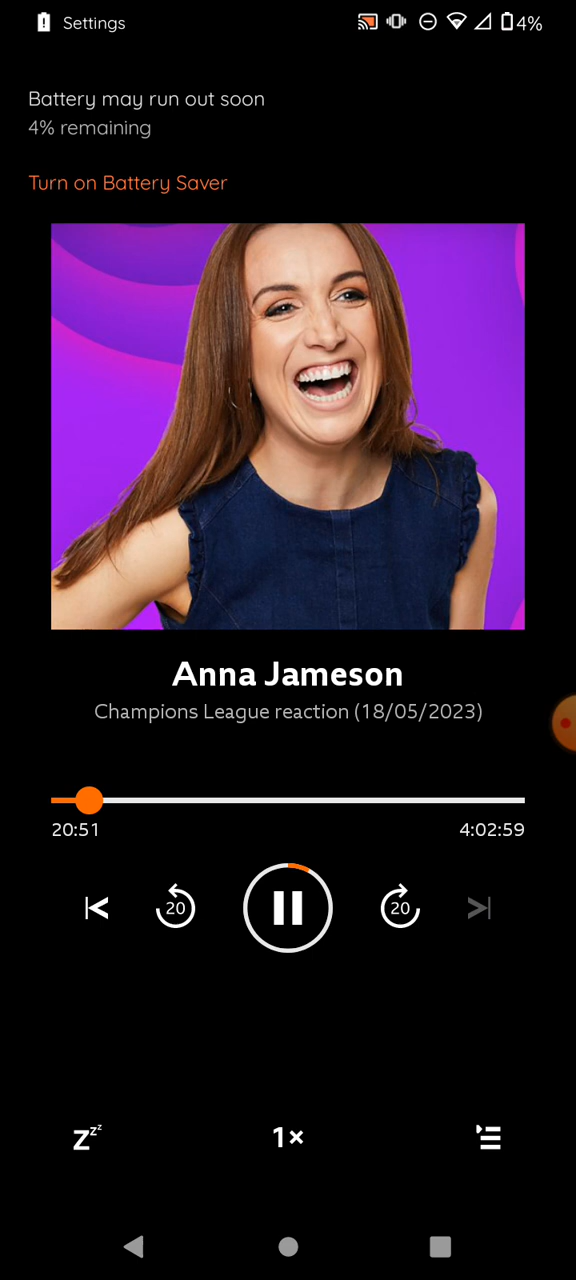 Settings
4%
Battery may run out soon
4% remaining
Turn on Battery Saver
Anna Jameson
Champions League reaction (18/05/2023)
20:51
4:02:59
20
20
Zzz
1×